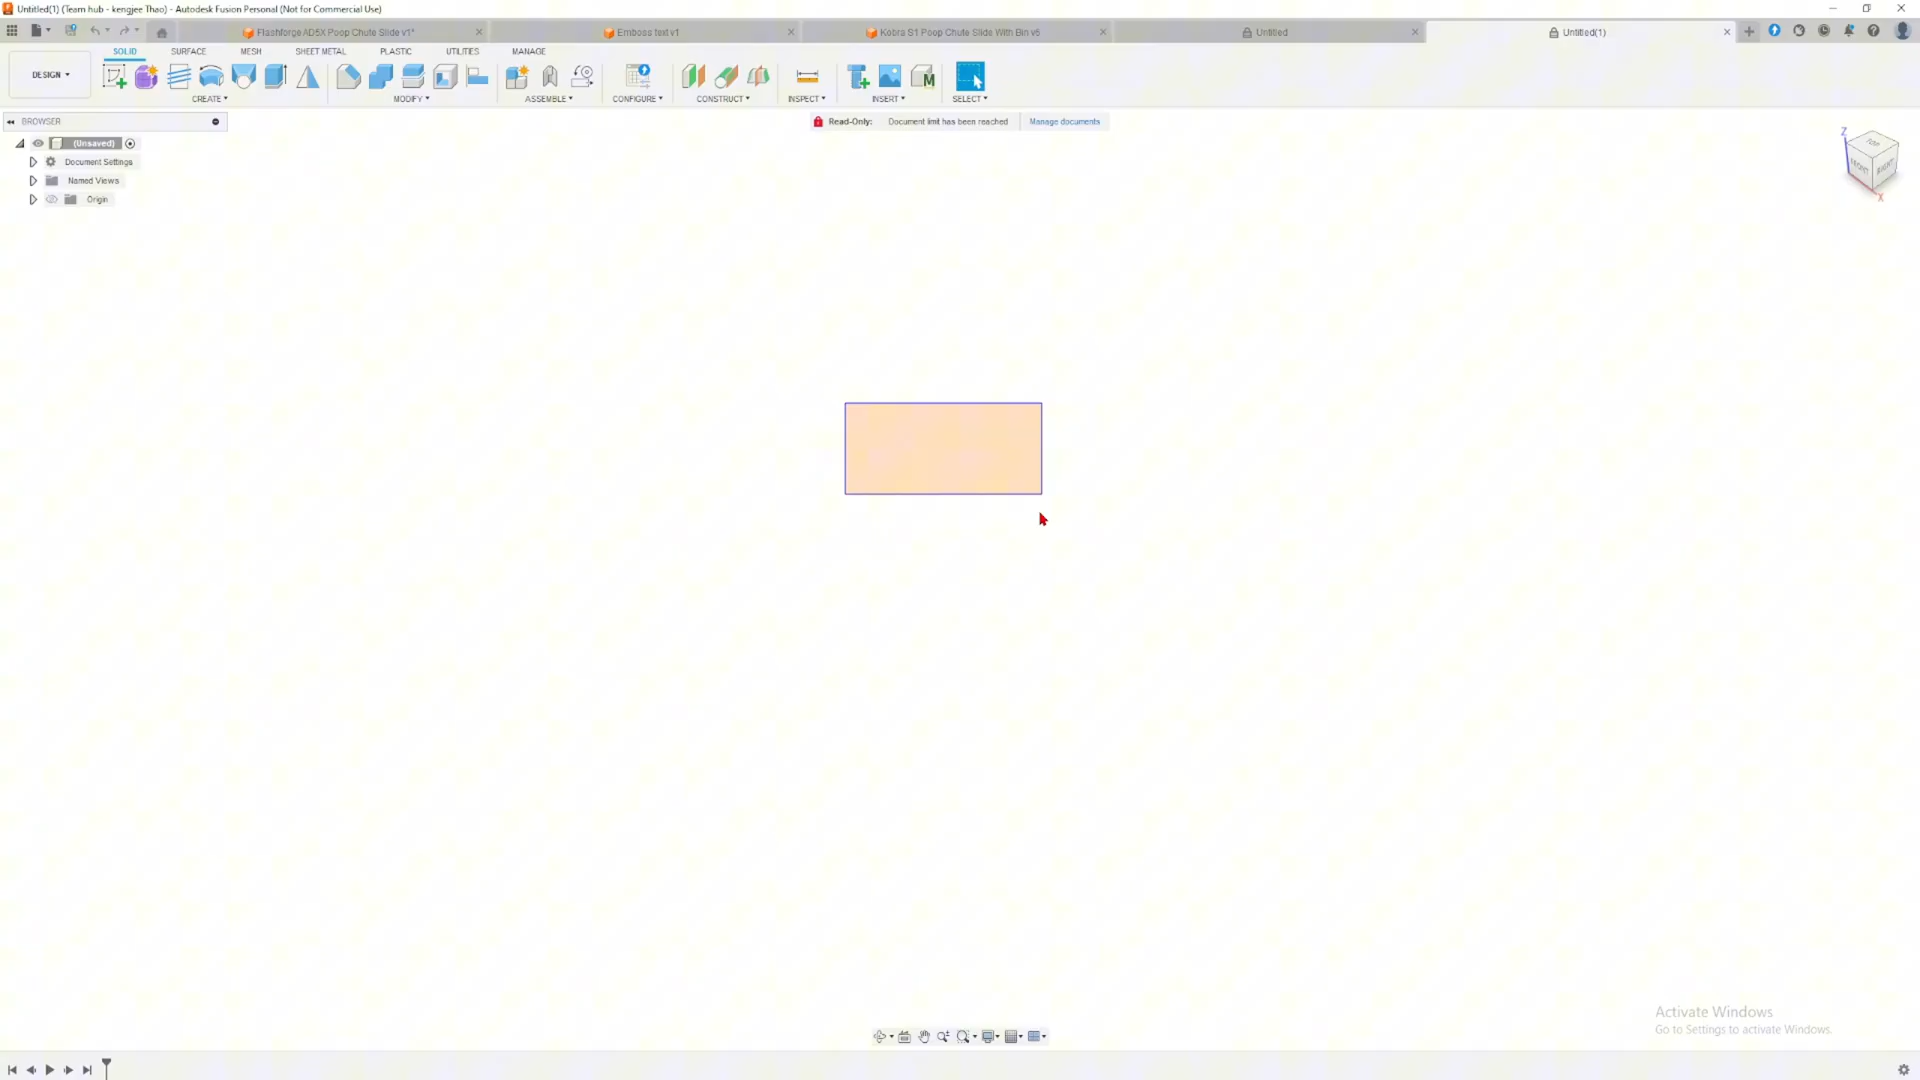 Untitled(1) (Team hub - kengjee Thao) - Autodesk Fusion Personal (Not for Commercial Use)
Flashforge AD5X Poop Chute Slide v1*
Emboss text v1
Kobra S1 Poop Chute Slide With Bin v6
Untitled
Untitled(1)
SOLID SURFACE MESH SHEET METAL PLASTIC UTILITIES MANAGE
DESIGN
CREATE MODIFY ASSEMBLE CONFIGURE CONSTRUCT INSPECT INSERT SELECT
BROWSER
Read-Only: Document limit has been reached Manage documents
(Unsaved)
Document Settings
Named Views
Origin
Z
TOP
FRONT
RIGHT
X
Activate Windows
Go to Settings to activate Windows.